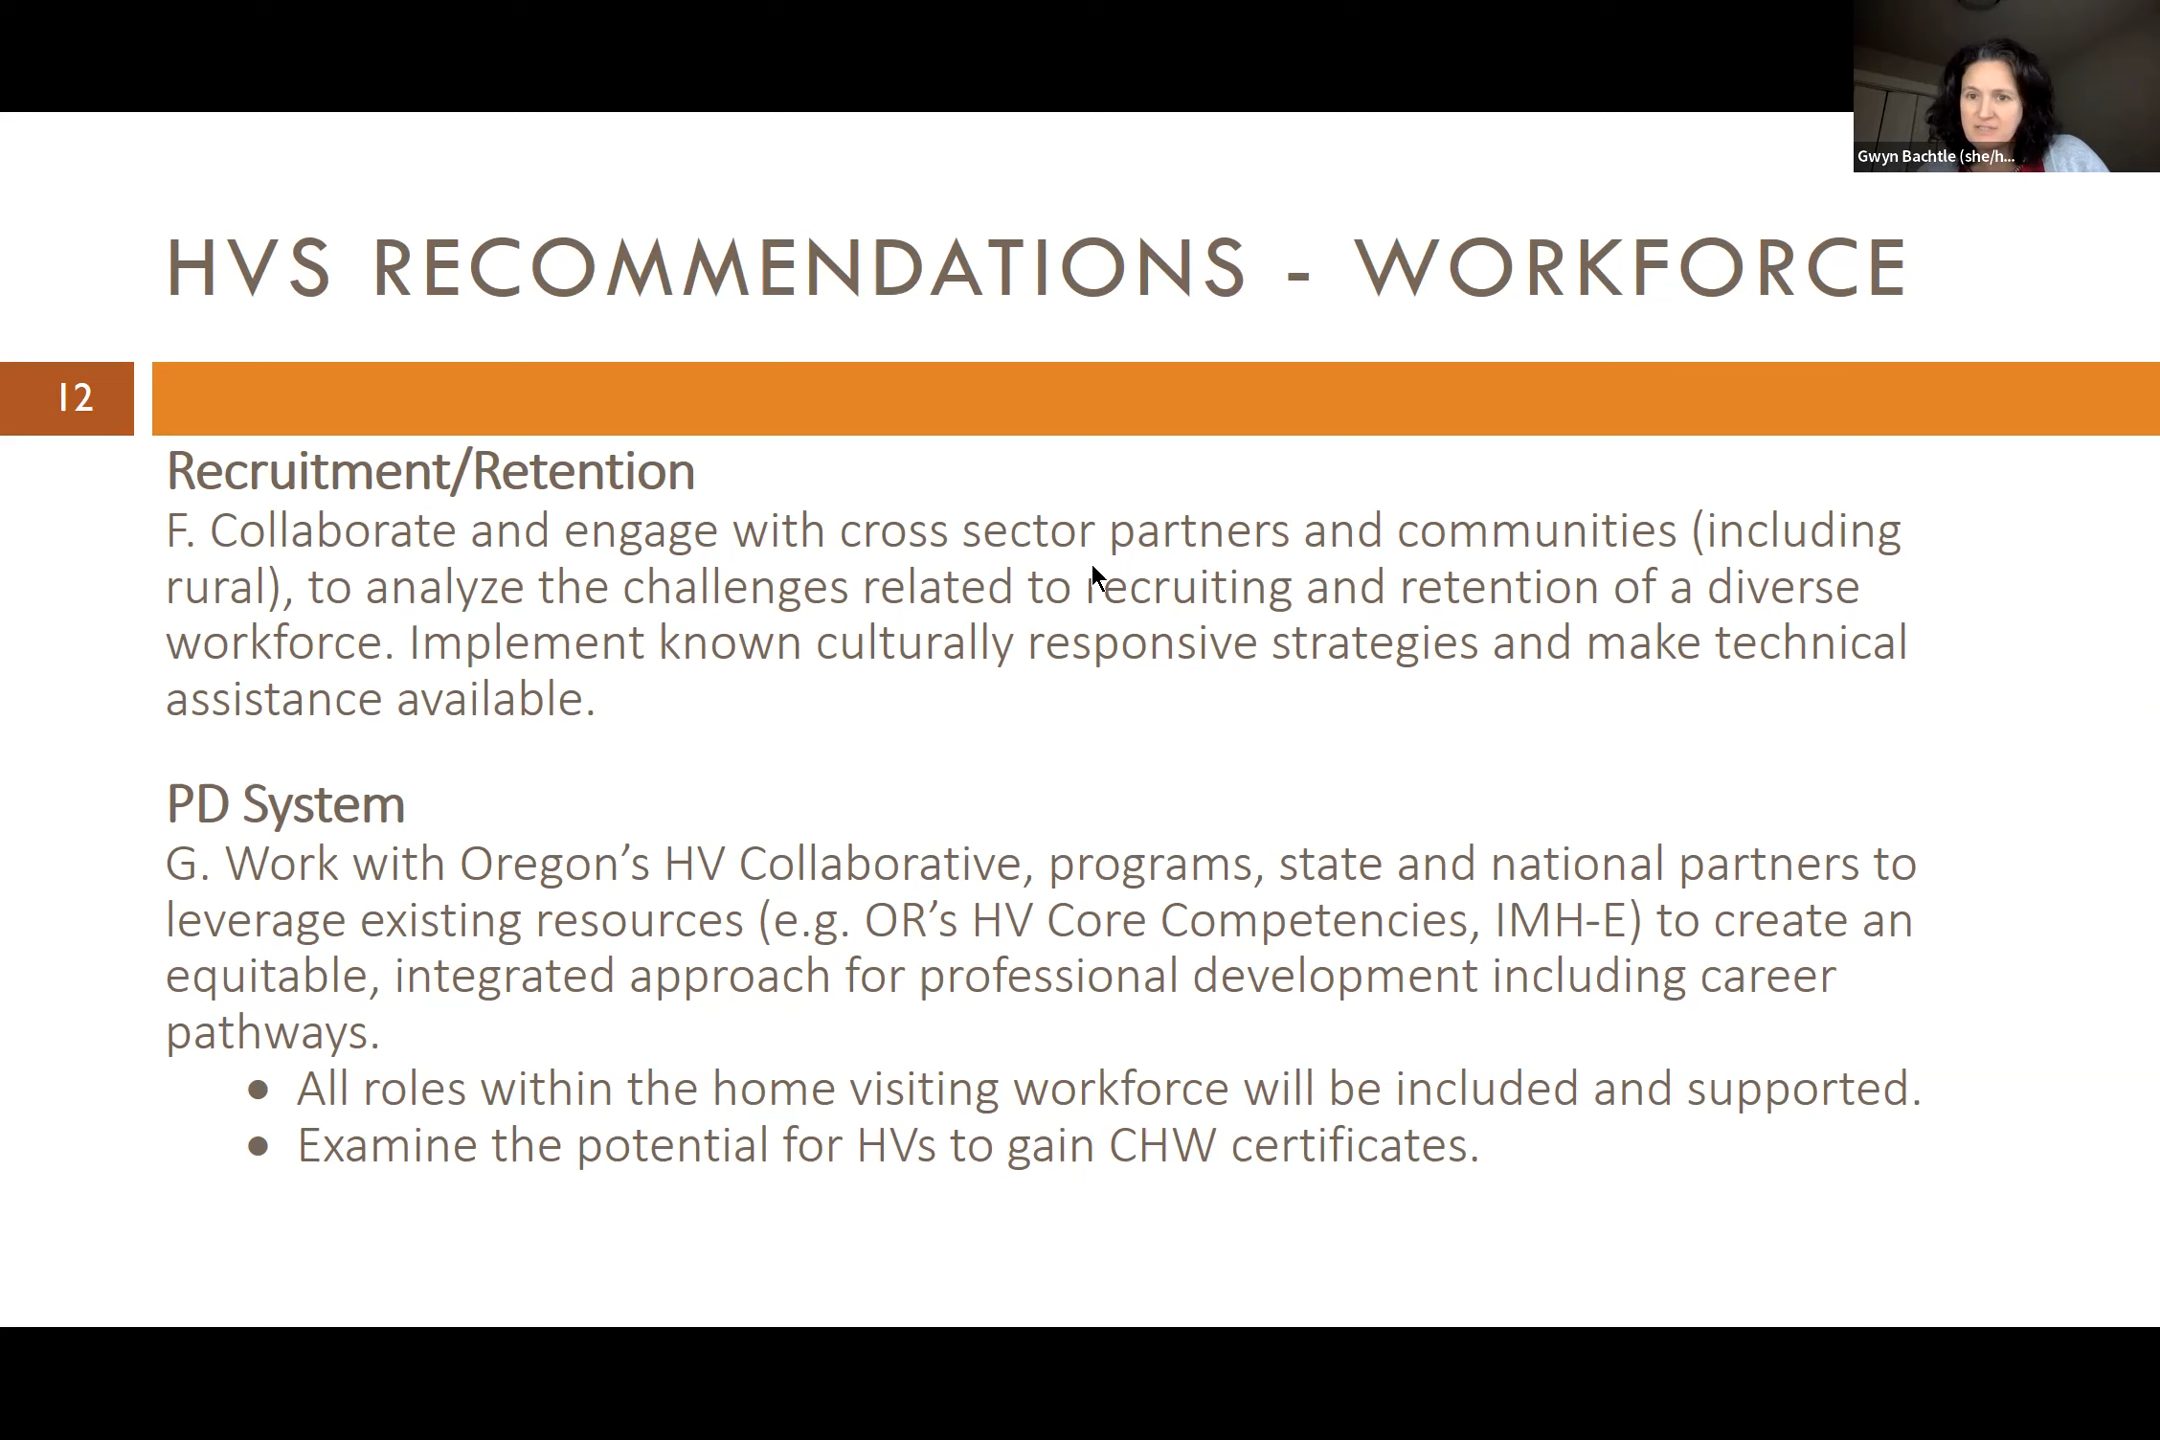 Gwyn Bachtle (she/h...
HVS RECOMMENDATIONS - WORKFORCE
12
Recruitment/Retention
F. Collaborate and engage with cross sector partners and communities (including
rural), to analyze the challenges related to recruiting and retention of a diverse
workforce. Implement known culturally responsive strategies and make technical
assistance available.
PD System
G. Work with Oregon’s HV Collaborative, programs, state and national partners to
leverage existing resources (e.g. OR’s HV Core Competencies, IMH-E) to create an
equitable, integrated approach for professional development including career
pathways.
● All roles within the home visiting workforce will be included and supported.
● Examine the potential for HVs to gain CHW certificates.